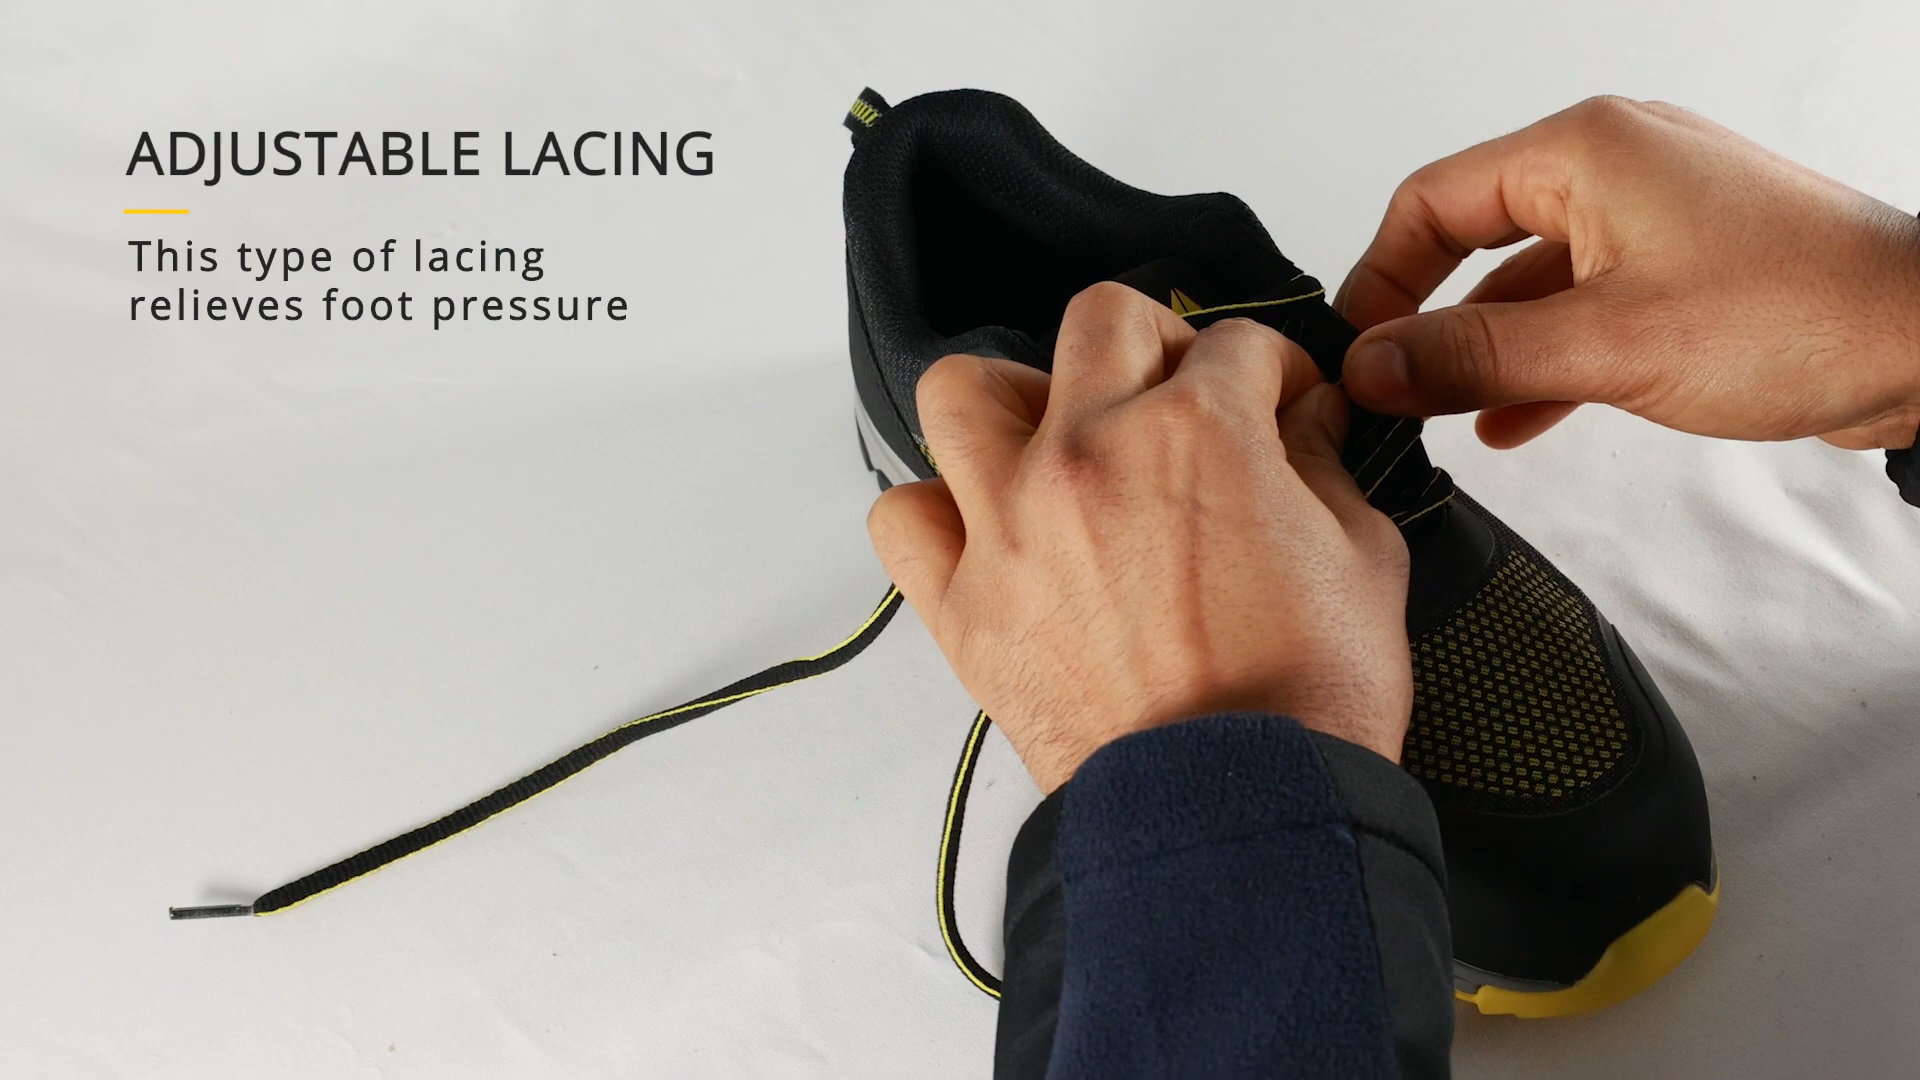 ADJUSTABLE LACING
This type of lacing
relieves foot pressure